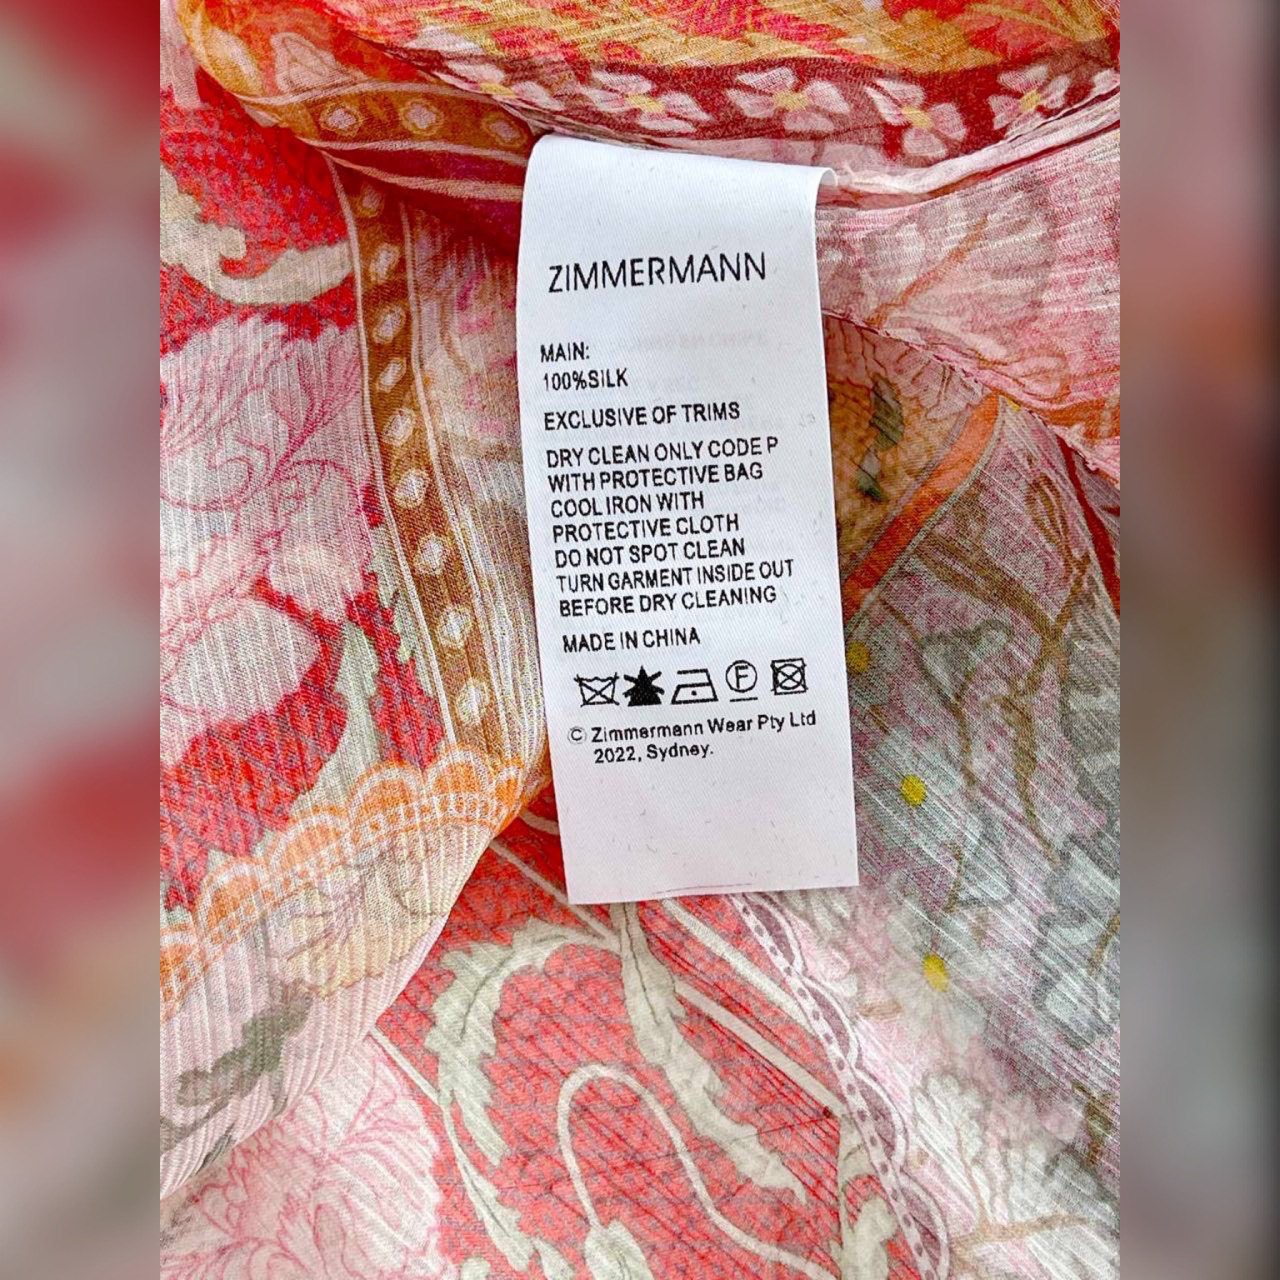 ZIMMERMANN
MAIN:
100%SILK
EXCLUSIVE OF TRIMS
DRY CLEAN ONLY CODE P
WITH PROTECTIVE BAG
COOL IRON WITH
PROTECTIVE CLOTH
DO NOT SPOT CLEAN
TURN GARMENT INSIDE OUT
BEFORE DRY CLEANING
MADE IN CHINA
F
© Zimmermann Wear Pty Ltd
2022, Sydney.